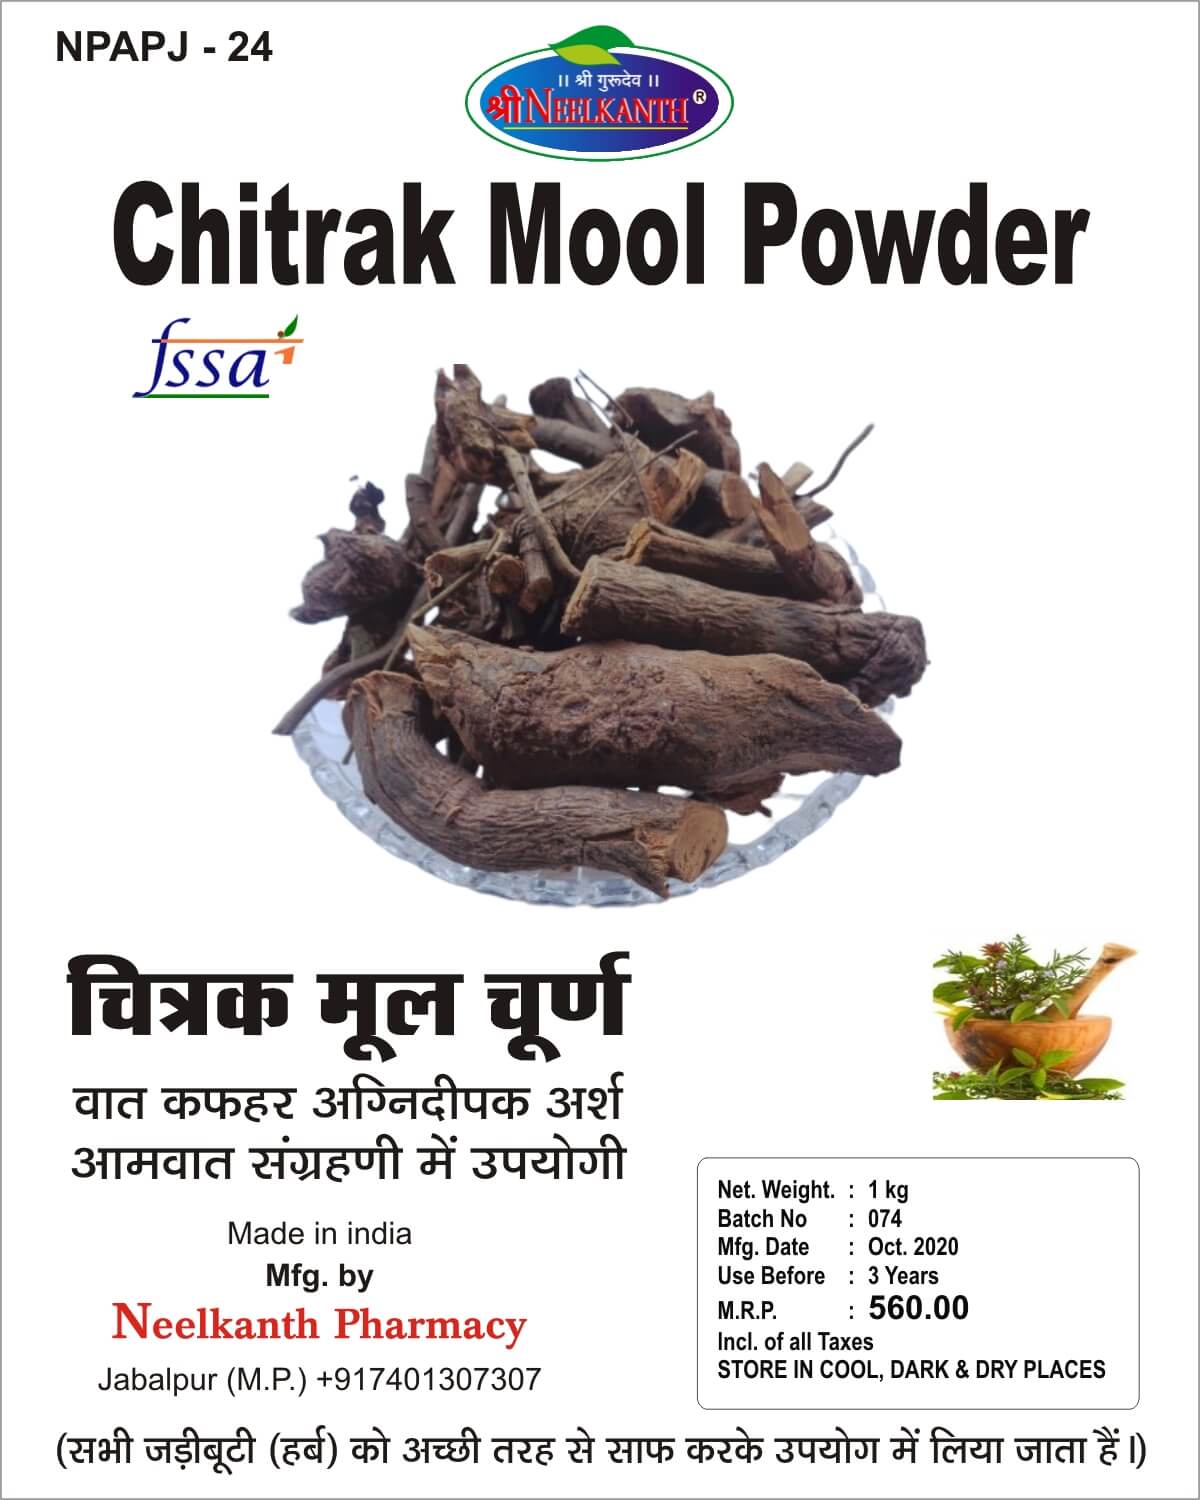 NPAPJ - 24
।। श्री गुरूदेव ।।
श्री NEELKANTH ®
Chitrak Mool Powder
fssai
चित्रक मूल चूर्ण
वात कफहर अग्निदीपक अर्श
आमवात संग्रहणी में उपयोगी
Made in india
Mfg. by
Neelkanth Pharmacy
Jabalpur (M.P.) +917401307307
Net. Weight. : 1 kg
Batch No : 074
Mfg. Date : Oct. 2020
Use Before : 3 Years
M.R.P. : 560.00
Incl. of all Taxes
STORE IN COOL, DARK & DRY PLACES
(सभी जड़ीबूटी (हर्ब) को अच्छी तरह से साफ करके उपयोग में लिया जाता हैं।)